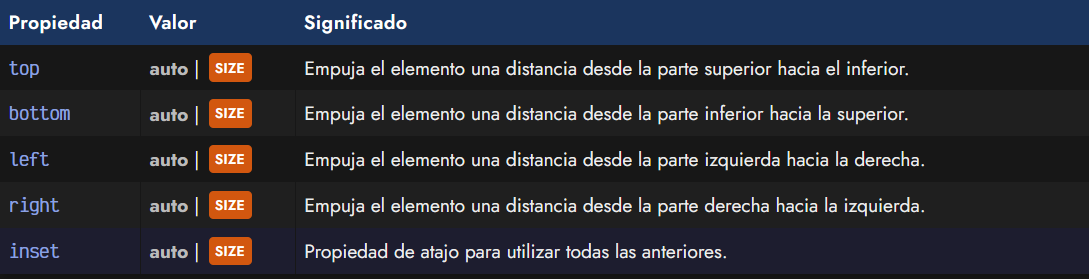 Propiedad Valor Significado
top auto | SIZE Empuja el elemento una distancia desde la parte superior hacia el inferior.
bottom auto | SIZE Empuja el elemento una distancia desde la parte inferior hacia la superior.
left auto | SIZE Empuja el elemento una distancia desde la parte izquierda hacia la derecha.
right auto | SIZE Empuja el elemento una distancia desde la parte derecha hacia la izquierda.
inset auto | SIZE Propiedad de atajo para utilizar todas las anteriores.